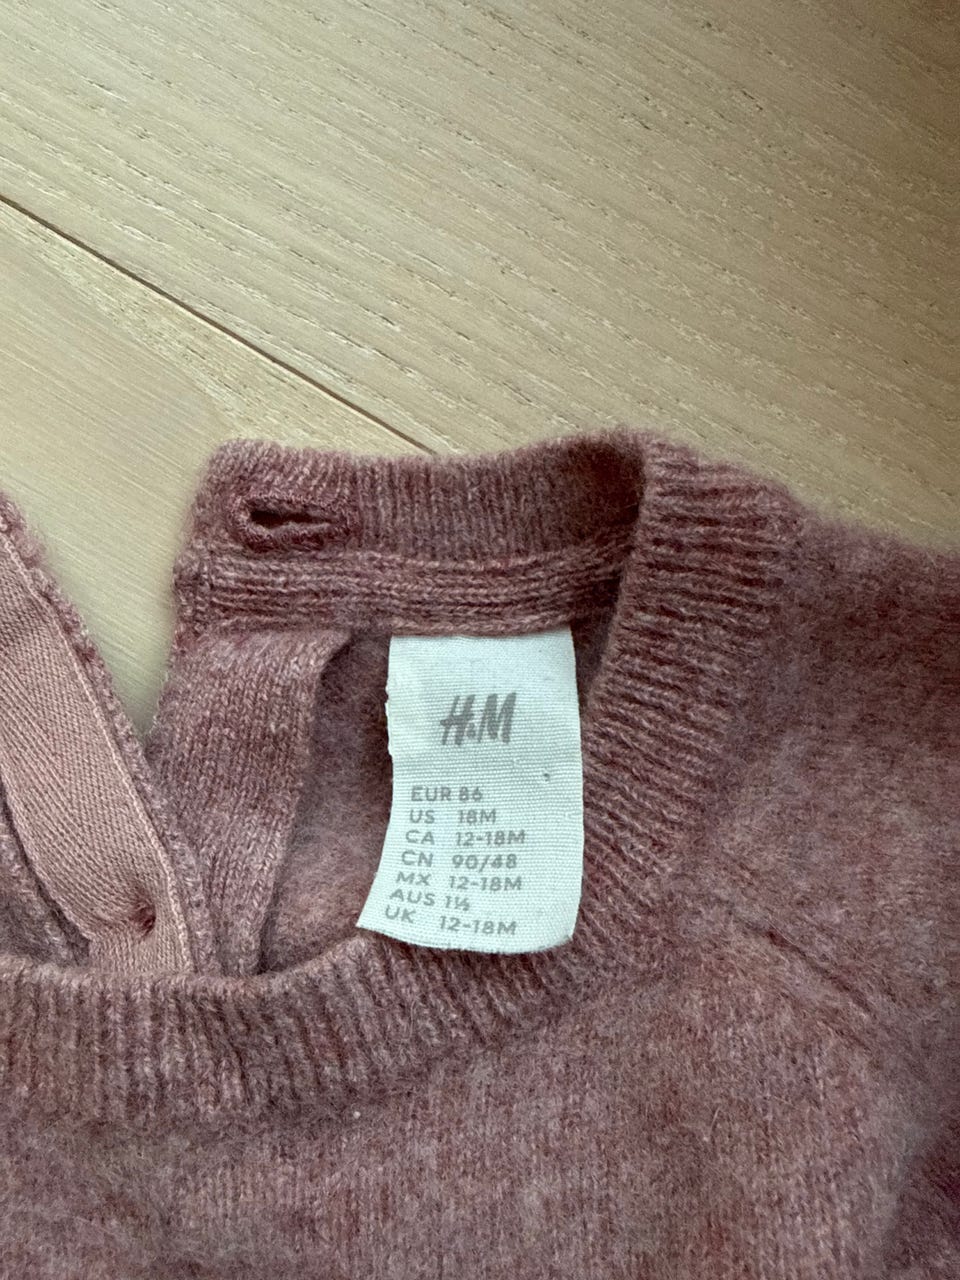 H&M
EUR 86
US 18M
CA 12-18M
CN 90/48
MX 12-18M
AUS 1½
UK 12-18M